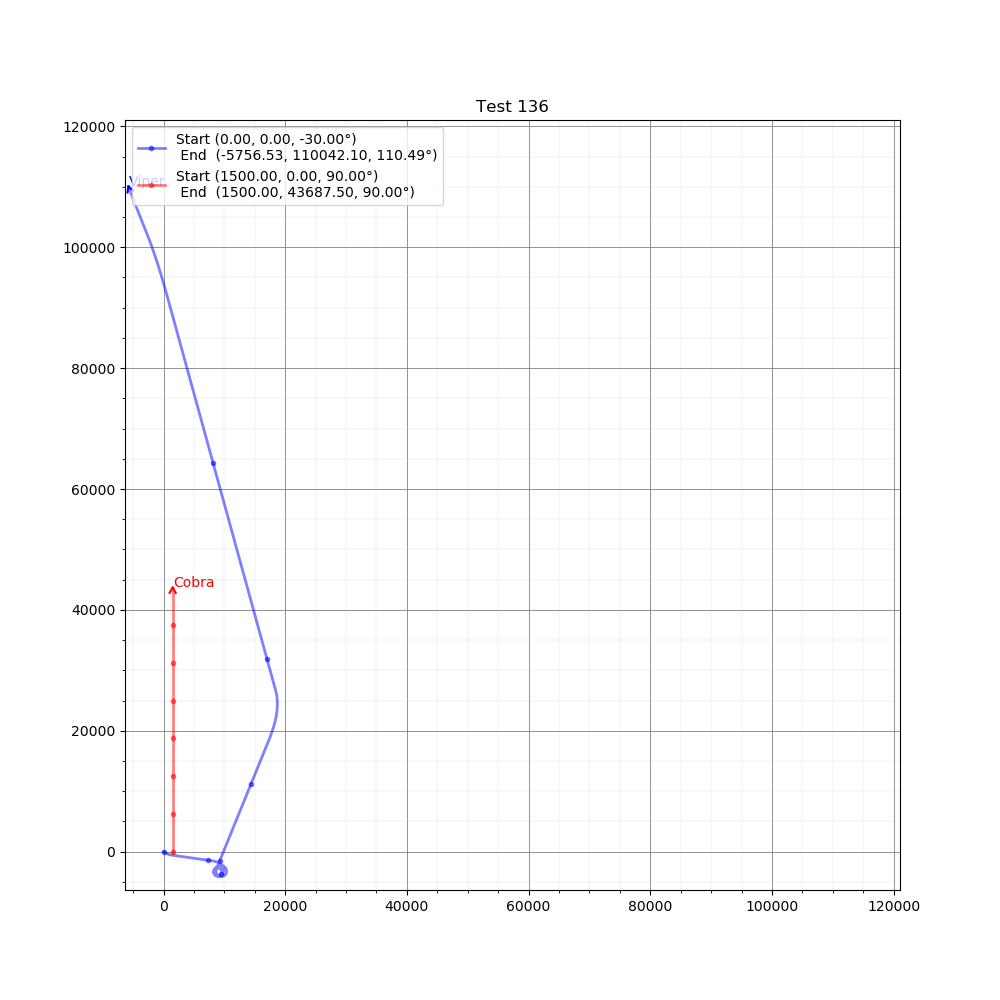 Test 136
120000
100000
80000
60000
40000
20000
0
Start (0.00, 0.00, -30.00°)
End (-5756.53, 110042.10, 110.49°)
Start (1500.00, 0.00, 90.00°)
End (1500.00, 43687.50, 90.00°)
Viper
Cobra
0
20000
40000
60000
80000
100000
120000